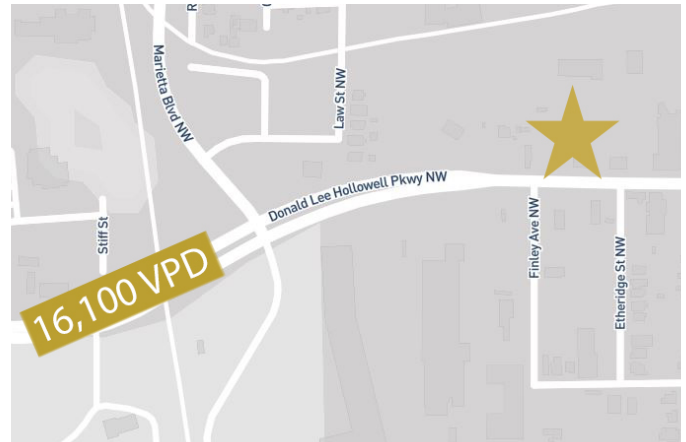 R
Marietta Blvd NW
Law St NW
Donald Lee Hollowell Pkwy NW
Stiff St
16,100 VPD
Finley Ave NW
Etheridge St NW